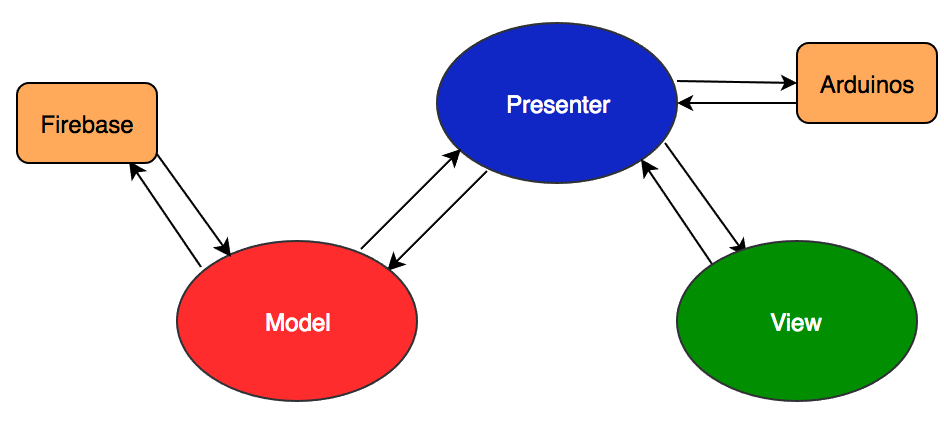 Presenter
Arduinos
Firebase
Model
View